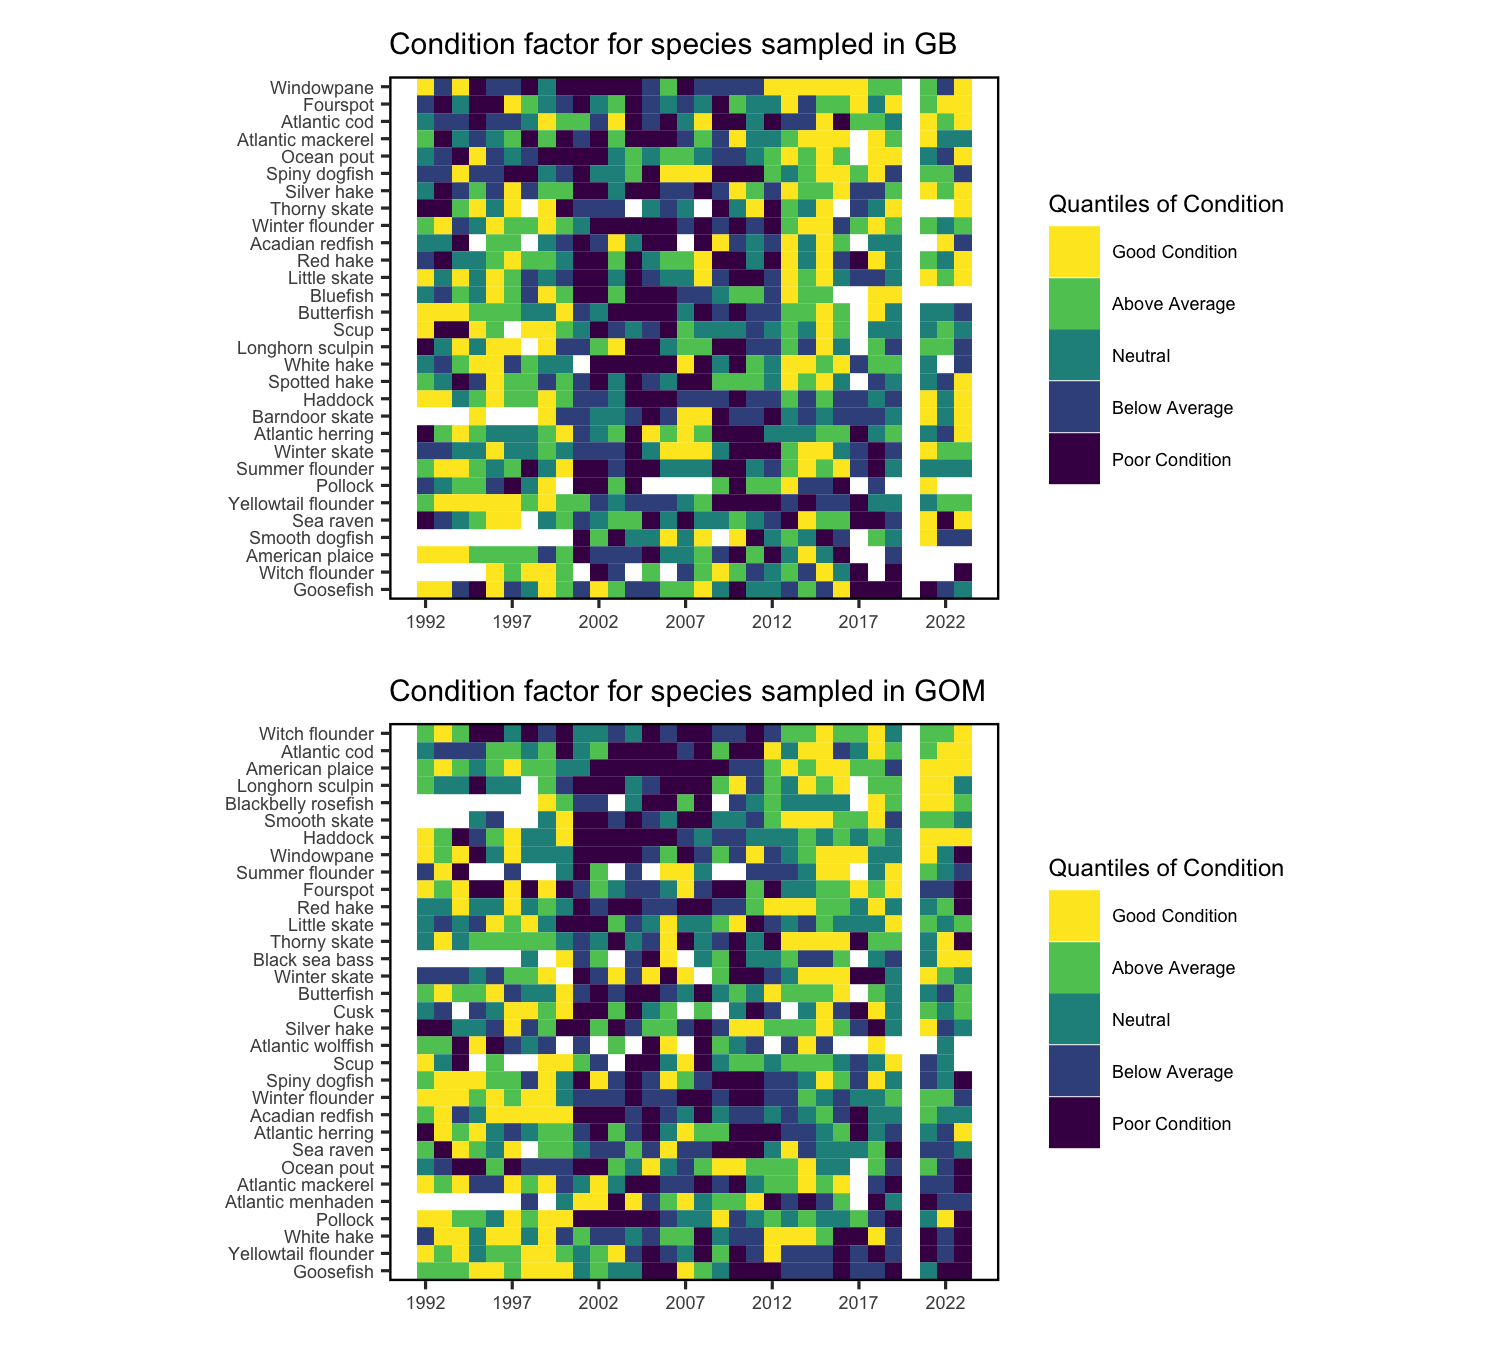 Condition factor for species sampled in GB
Windowpane
Fourspot
Atlantic cod
Atlantic mackerel
Ocean pout
Spiny dogfish
Silver hake
Thorny skate
Winter flounder
Acadian redfish
Red hake
Little skate
Bluefish
Butterfish
Scup
Longhorn sculpin
White hake
Spotted hake
Haddock
Barndoor skate
Atlantic herring
Winter skate
Summer flounder
Pollock
Yellowtail flounder
Sea raven
Smooth dogfish
American plaice
Witch flounder
Goosefish
1992 1997 2002 2007 2012 2017 2022
Quantiles of Condition
Good Condition
Above Average
Neutral
Below Average
Poor Condition
Condition factor for species sampled in GOM
Witch flounder
Atlantic cod
American plaice
Longhorn sculpin
Blackbelly rosefish
Smooth skate
Haddock
Windowpane
Summer flounder
Fourspot
Red hake
Little skate
Thorny skate
Black sea bass
Winter skate
Butterfish
Cusk
Silver hake
Atlantic wolffish
Scup
Spiny dogfish
Winter flounder
Acadian redfish
Atlantic herring
Sea raven
Ocean pout
Atlantic mackerel
Atlantic menhaden
Pollock
White hake
Yellowtail flounder
Goosefish
1992 1997 2002 2007 2012 2017 2022
Quantiles of Condition
Good Condition
Above Average
Neutral
Below Average
Poor Condition